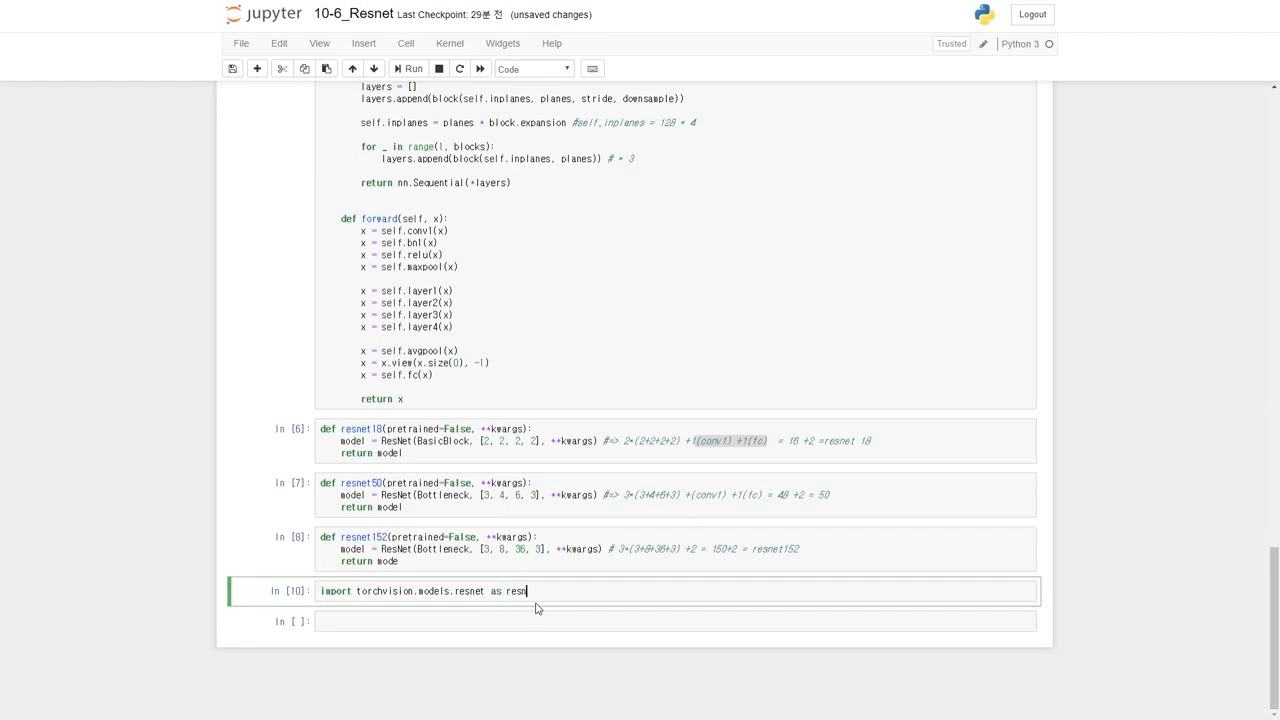 jupyter 10-6_Resnet Last Checkpoint: 29분 전 (unsaved changes) Logout
File Edit View Insert Cell Kernel Widgets Help Trusted Python 3
Run Code
layers = []
layers.append(block(self.inplanes, planes, stride, downsample))
self.inplanes = planes * block.expansion #self.inplanes = 128 * 4
for _ in range(1, blocks):
layers.append(block(self.inplanes, planes)) # * 3
return nn.Sequential(*layers)
def forward(self, x):
x = self.conv1(x)
x = self.bn1(x)
x = self.relu(x)
x = self.maxpool(x)
x = self.layer1(x)
x = self.layer2(x)
x = self.layer3(x)
x = self.layer4(x)
x = self.avgpool(x)
x = x.view(x.size(0), -1)
x = self.fc(x)
return x
In [6]: def resnet18(pretrained=False, **kwargs):
model = ResNet(BasicBlock, [2, 2, 2, 2], **kwargs) #=> 2*(2+2+2+2) +1(conv1) +1(fc) = 16 +2 =resnet 18
return model
In [7]: def resnet50(pretrained=False, **kwargs):
model = ResNet(Bottleneck, [3, 4, 6, 3], **kwargs) #=> 3*(3+4+6+3) +(conv1) +1(fc) = 48 +2 = 50
return model
In [8]: def resnet152(pretrained=False, **kwargs):
model = ResNet(Bottleneck, [3, 8, 36, 3], **kwargs) # 3*(3+8+36+3) +2 = 150+2 = resnet152
return mode
In [10]: import torchvision.models.resnet as resn
In [ ]: